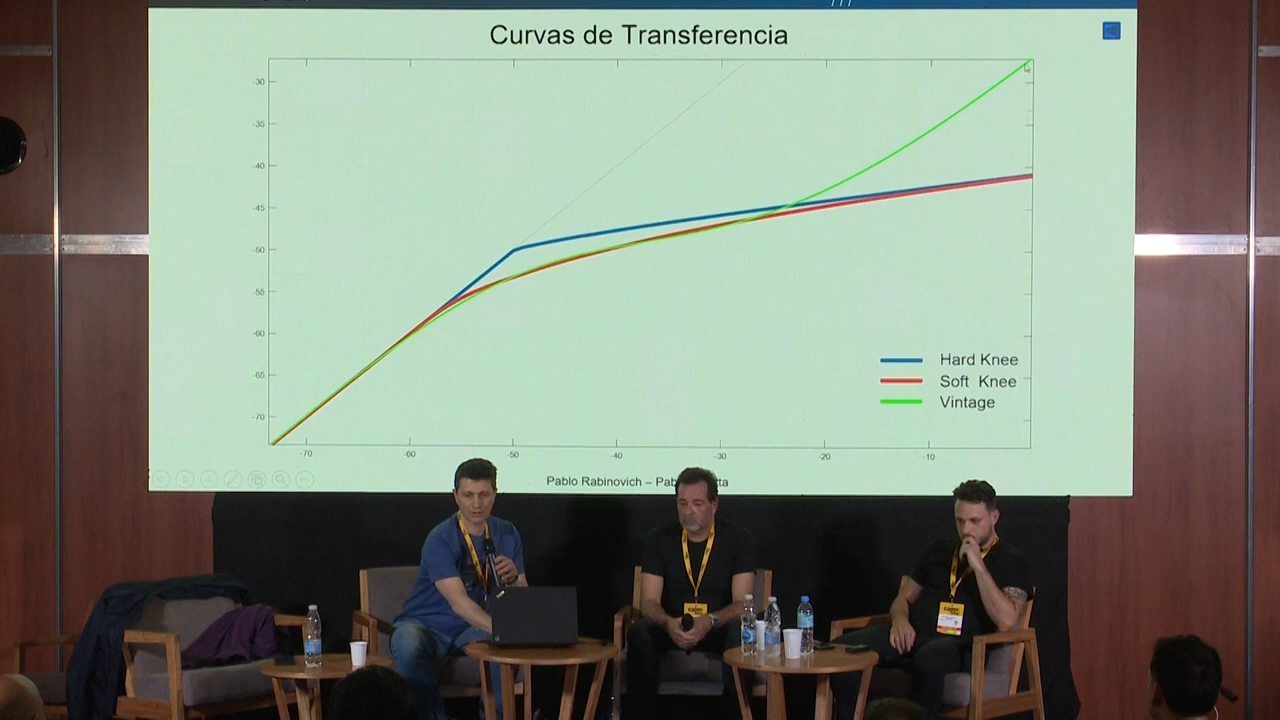 Curvas de Transferencia
-30
-35
-40
-45
-50
-55
-60
-65
-70
-70
-60
-50
-40
-30
-20
-10
Hard Knee
Soft Knee
Vintage
Pablo Rabinovich –
caper